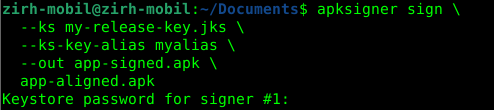 zirh-mobil@zirh-mobil:~/Documents$ apksigner sign \
  --ks my-release-key.jks \
  --ks-key-alias myalias \
  --out app-signed.apk \
  app-aligned.apk
Keystore password for signer #1: